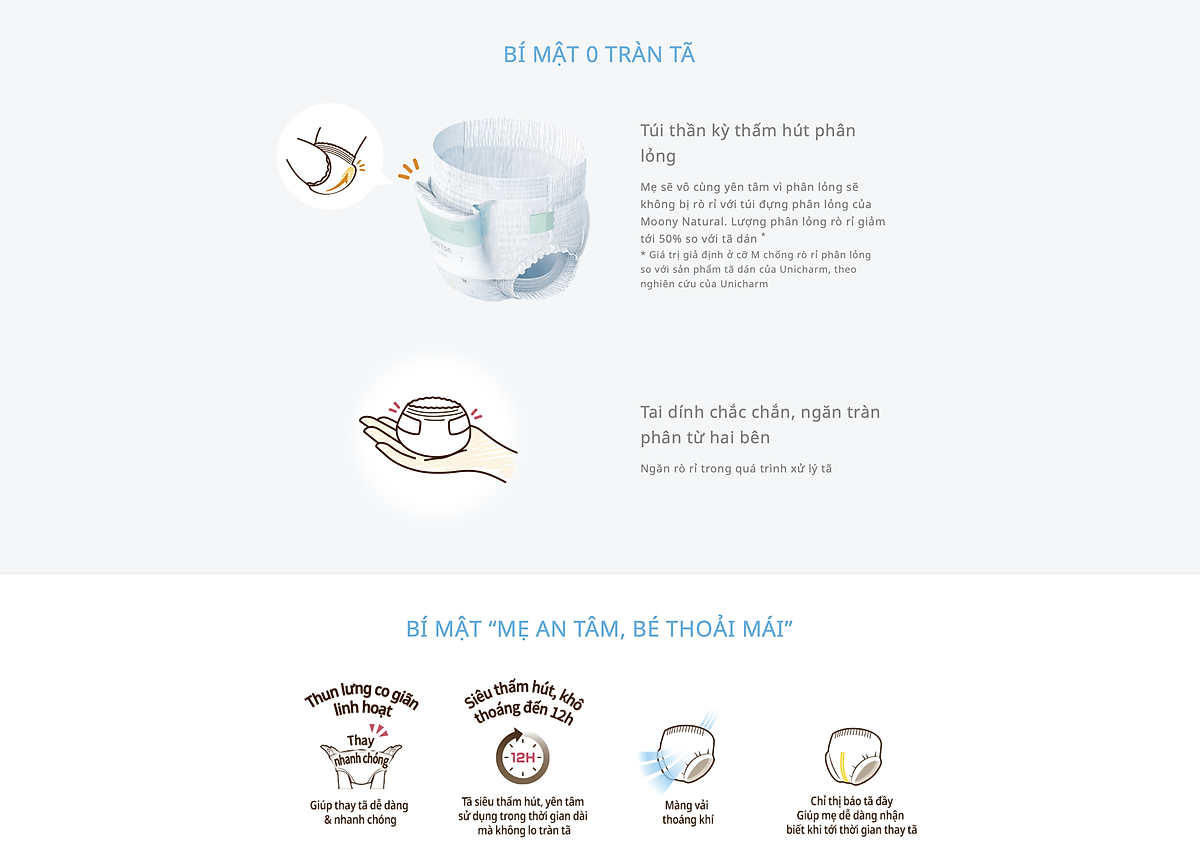 BÍ MẬT 0 TRÀN TÃ
Túi thần kỳ thấm hút phân
lỏng
Mẹ sẽ vô cùng yên tâm vì phân lỏng sẽ
không bị rò rỉ với túi đựng phân lỏng của
Moony Natural. Lượng phân lỏng rò rỉ giảm
tới 50% so với tã dán *
* Giá trị giả định ở cỡ M chống rò rỉ phân lỏng
so với sản phẩm tã dán của Unicharm, theo
nghiên cứu của Unicharm
Cotton
Tai dính chắc chắn, ngăn tràn
phân từ hai bên
Ngăn rò rỉ trong quá trình xử lý tã
BÍ MẬT “MẸ AN TÂM, BÉ THOẢI MÁI”
Thun lưng co giãn
linh hoạt
Thay
nhanh chóng
Giúp thay tã dễ dàng
& nhanh chóng
Siêu thấm hút, khô
thoáng đến 12h
12H
Tã siêu thấm hút, yên tâm
sử dụng trong thời gian dài
mà không lo tràn tã
Màng vải
thoáng khí
Chỉ thị báo tã đầy
Giúp mẹ dễ dàng nhận
biết khi tới thời gian thay tã